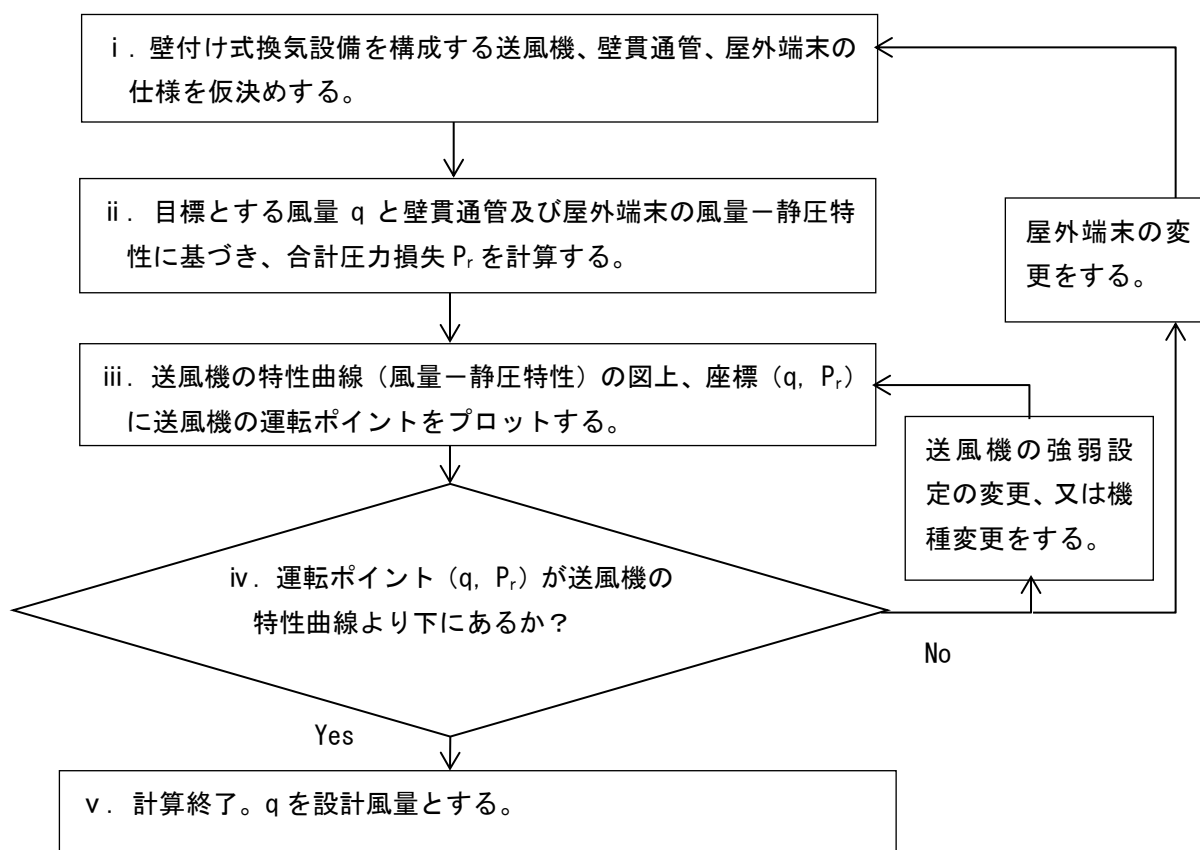 ⅰ. 壁付け式換気設備を構成する送風機、壁貫通管、屋外端末の
仕様を仮決めする。
ⅱ. 目標とする風量 q と壁貫通管及び屋外端末の風量－静圧特
性に基づき、合計圧力損失 Pr を計算する。
屋外端末の変
更をする。
ⅲ. 送風機の特性曲線（風量－静圧特性）の図上、座標（q, Pr）
に送風機の運転ポイントをプロットする。
送風機の強弱設
定の変更、又は機
種変更をする。
ⅳ. 運転ポイント（q, Pr）が送風機の
特性曲線より下にあるか？
No
Yes
ⅴ. 計算終了。q を設計風量とする。